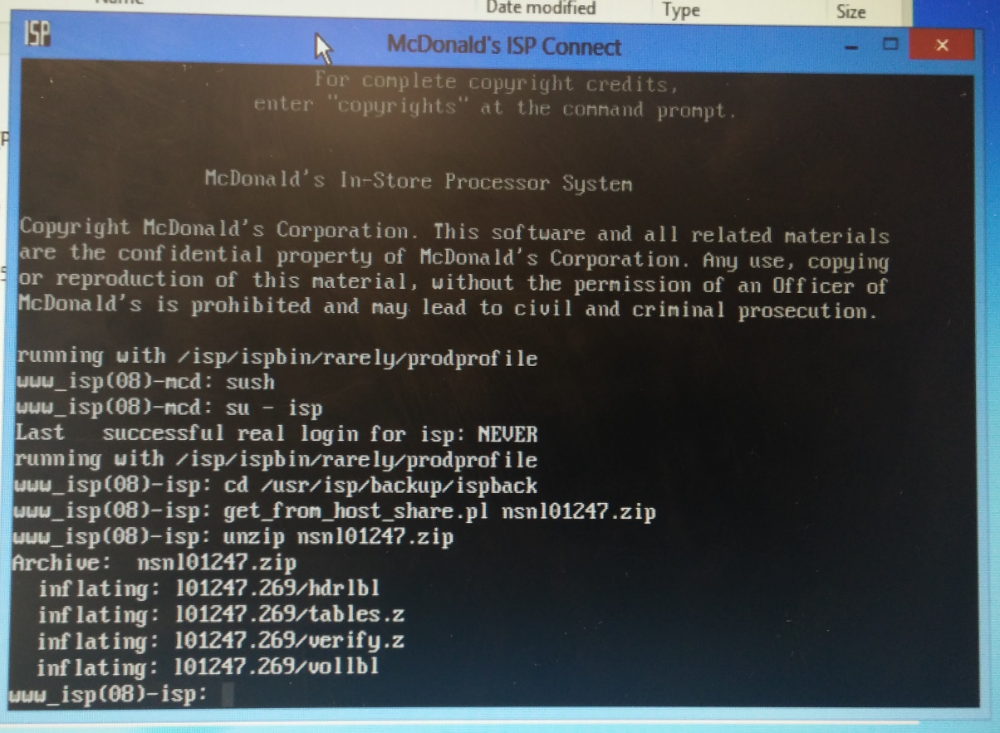 Date modified Type Size
ISP McDonald's ISP Connect
For complete copyright credits,
enter "copyrights" at the command prompt.
McDonald's In-Store Processor System
Copyright McDonald's Corporation. This software and all related materials
are the confidential property of McDonald's Corporation. Any use, copying
or reproduction of this material, without the permission of an Officer of
McDonald's is prohibited and may lead to civil and criminal prosecution.
running with /isp/ispbin/rarely/prodprofile
www_isp(08)-mcd: sush
www_isp(08)-mcd: su - isp
Last   successful real login for isp: NEVER
running with /isp/ispbin/rarely/prodprofile
www_isp(08)-isp: cd /usr/isp/backup/ispback
www_isp(08)-isp: get_from_host_share.pl nsnl01247.zip
www_isp(08)-isp: unzip nsnl01247.zip
Archive:  nsnl01247.zip
  inflating: l01247.269/hdrlbl
  inflating: l01247.269/tables.z
  inflating: l01247.269/verify.z
  inflating: l01247.269/vollbl
www_isp(08)-isp: